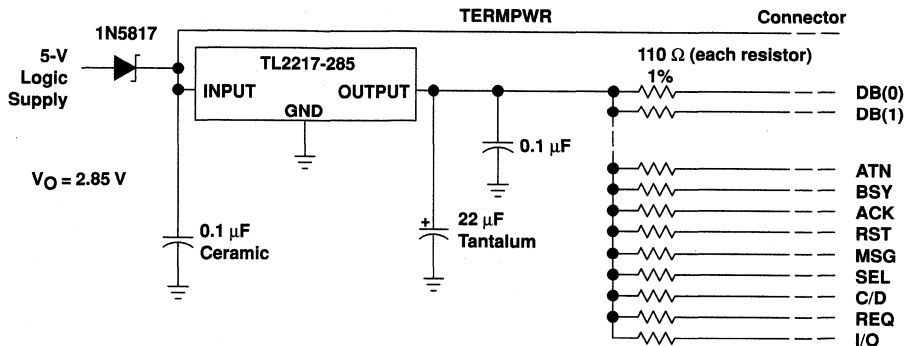 TERMPWR
Connector
1N5817
5-V
Logic
Supply
TL2217-285
INPUT
OUTPUT
GND
110 Ω (each resistor)
1%
DB(0)
DB(1)
0.1 μF
VO = 2.85 V
0.1 μF
Ceramic
+
22 μF
Tantalum
ATN
BSY
ACK
RST
MSG
SEL
C/D
REQ
I/O